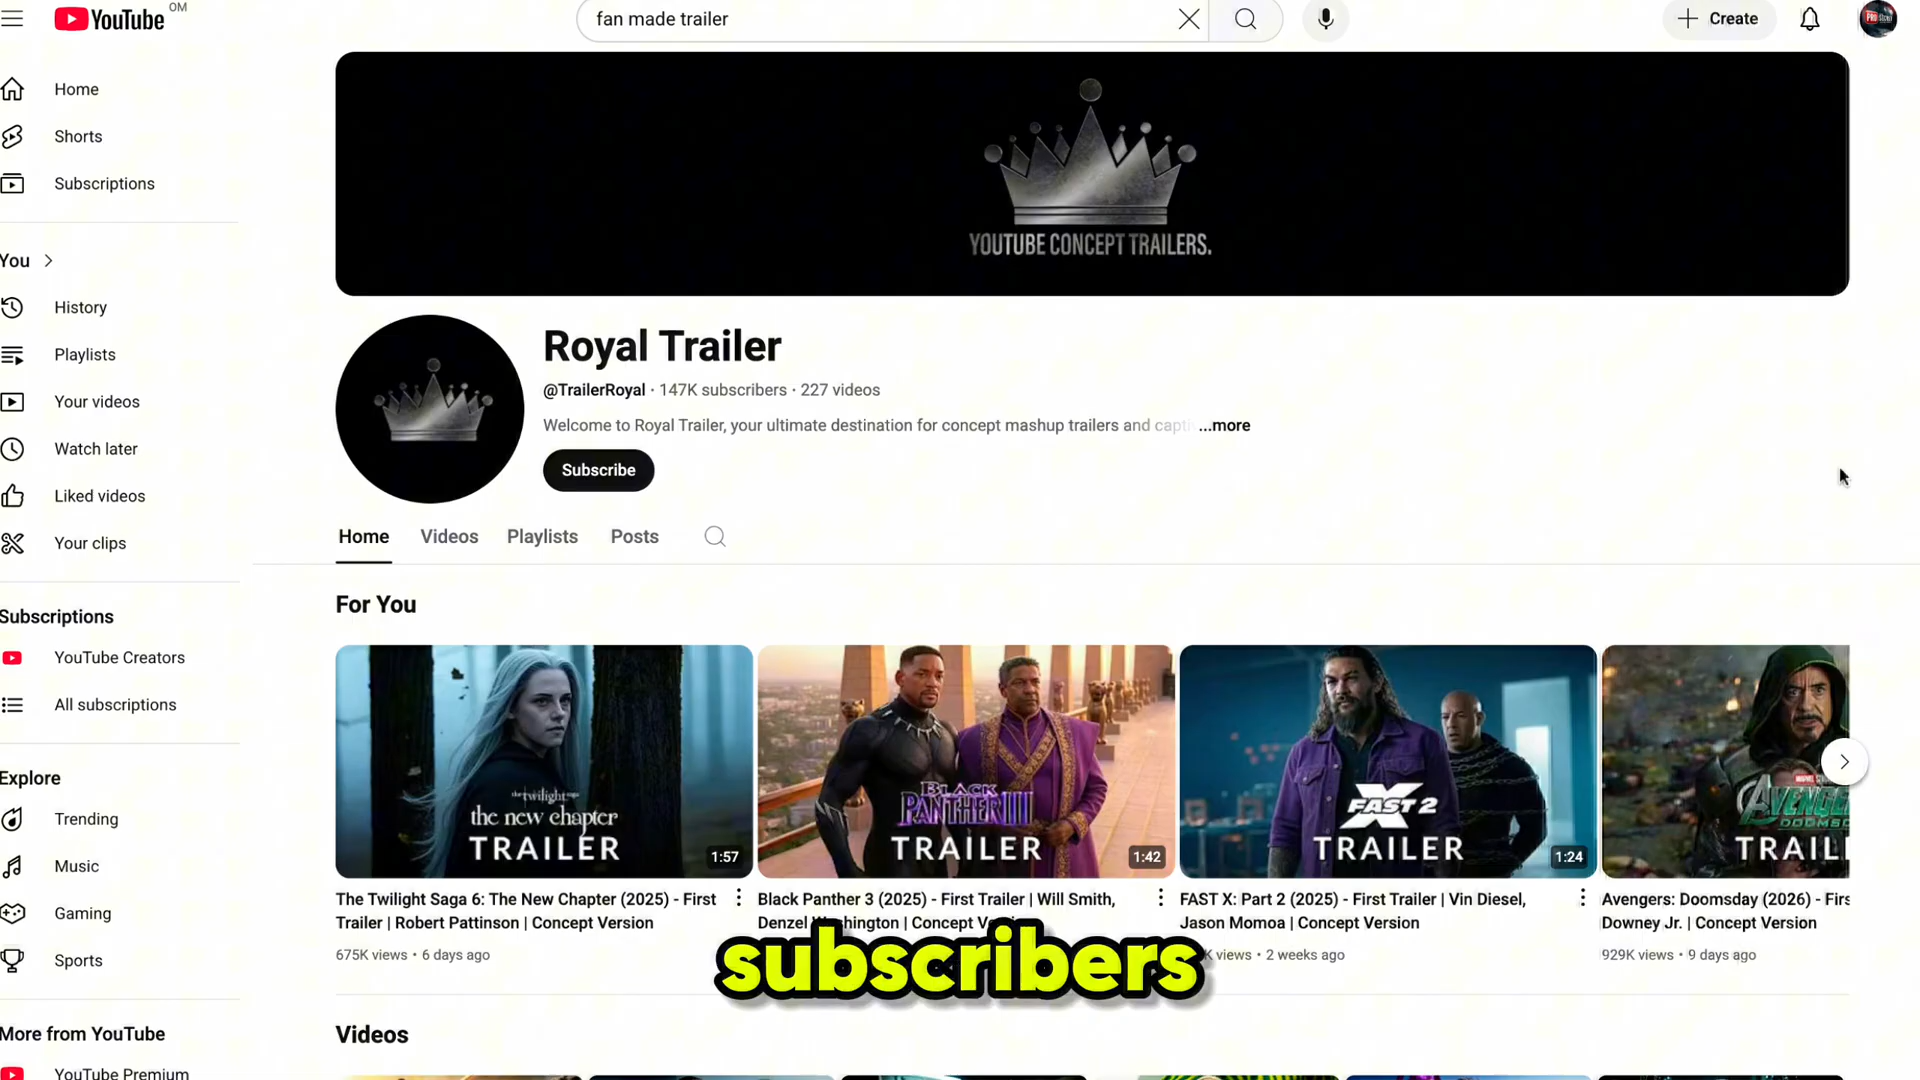 YouTube OM
fan made trailer
Create
Home
Shorts
Subscriptions
You
History
Playlists
Your videos
Watch later
Liked videos
Your clips
Subscriptions
YouTube Creators
All subscriptions
Explore
Trending
Music
Gaming
Sports
More from YouTube
YouTube Premium
YOUTUBE CONCEPT TRAILERS.
Royal Trailer
@TrailerRoyal · 147K subscribers · 227 videos
Welcome to Royal Trailer, your ultimate destination for concept mashup trailers and capti ...more
Subscribe
Home Videos Playlists Posts
For You
the twilight saga
the new chapter
TRAILER
1:57
The Twilight Saga 6: The New Chapter (2025) - First
Trailer | Robert Pattinson | Concept Version
675K views • 6 days ago
BLACK
PANTHER III
TRAILER
1:42
Black Panther 3 (2025) - First Trailer | Will Smith,
Denzel Washington | Concept
FAST X 2
TRAILER
1:24
FAST X: Part 2 (2025) - First Trailer | Vin Diesel,
Jason Momoa | Concept Version
views • 2 weeks ago
AVENGE
DOOMS
TRAIL
Avengers: Doomsday (2026) - Firs
Downey Jr. | Concept Version
929K views • 9 days ago
subscribers
Videos